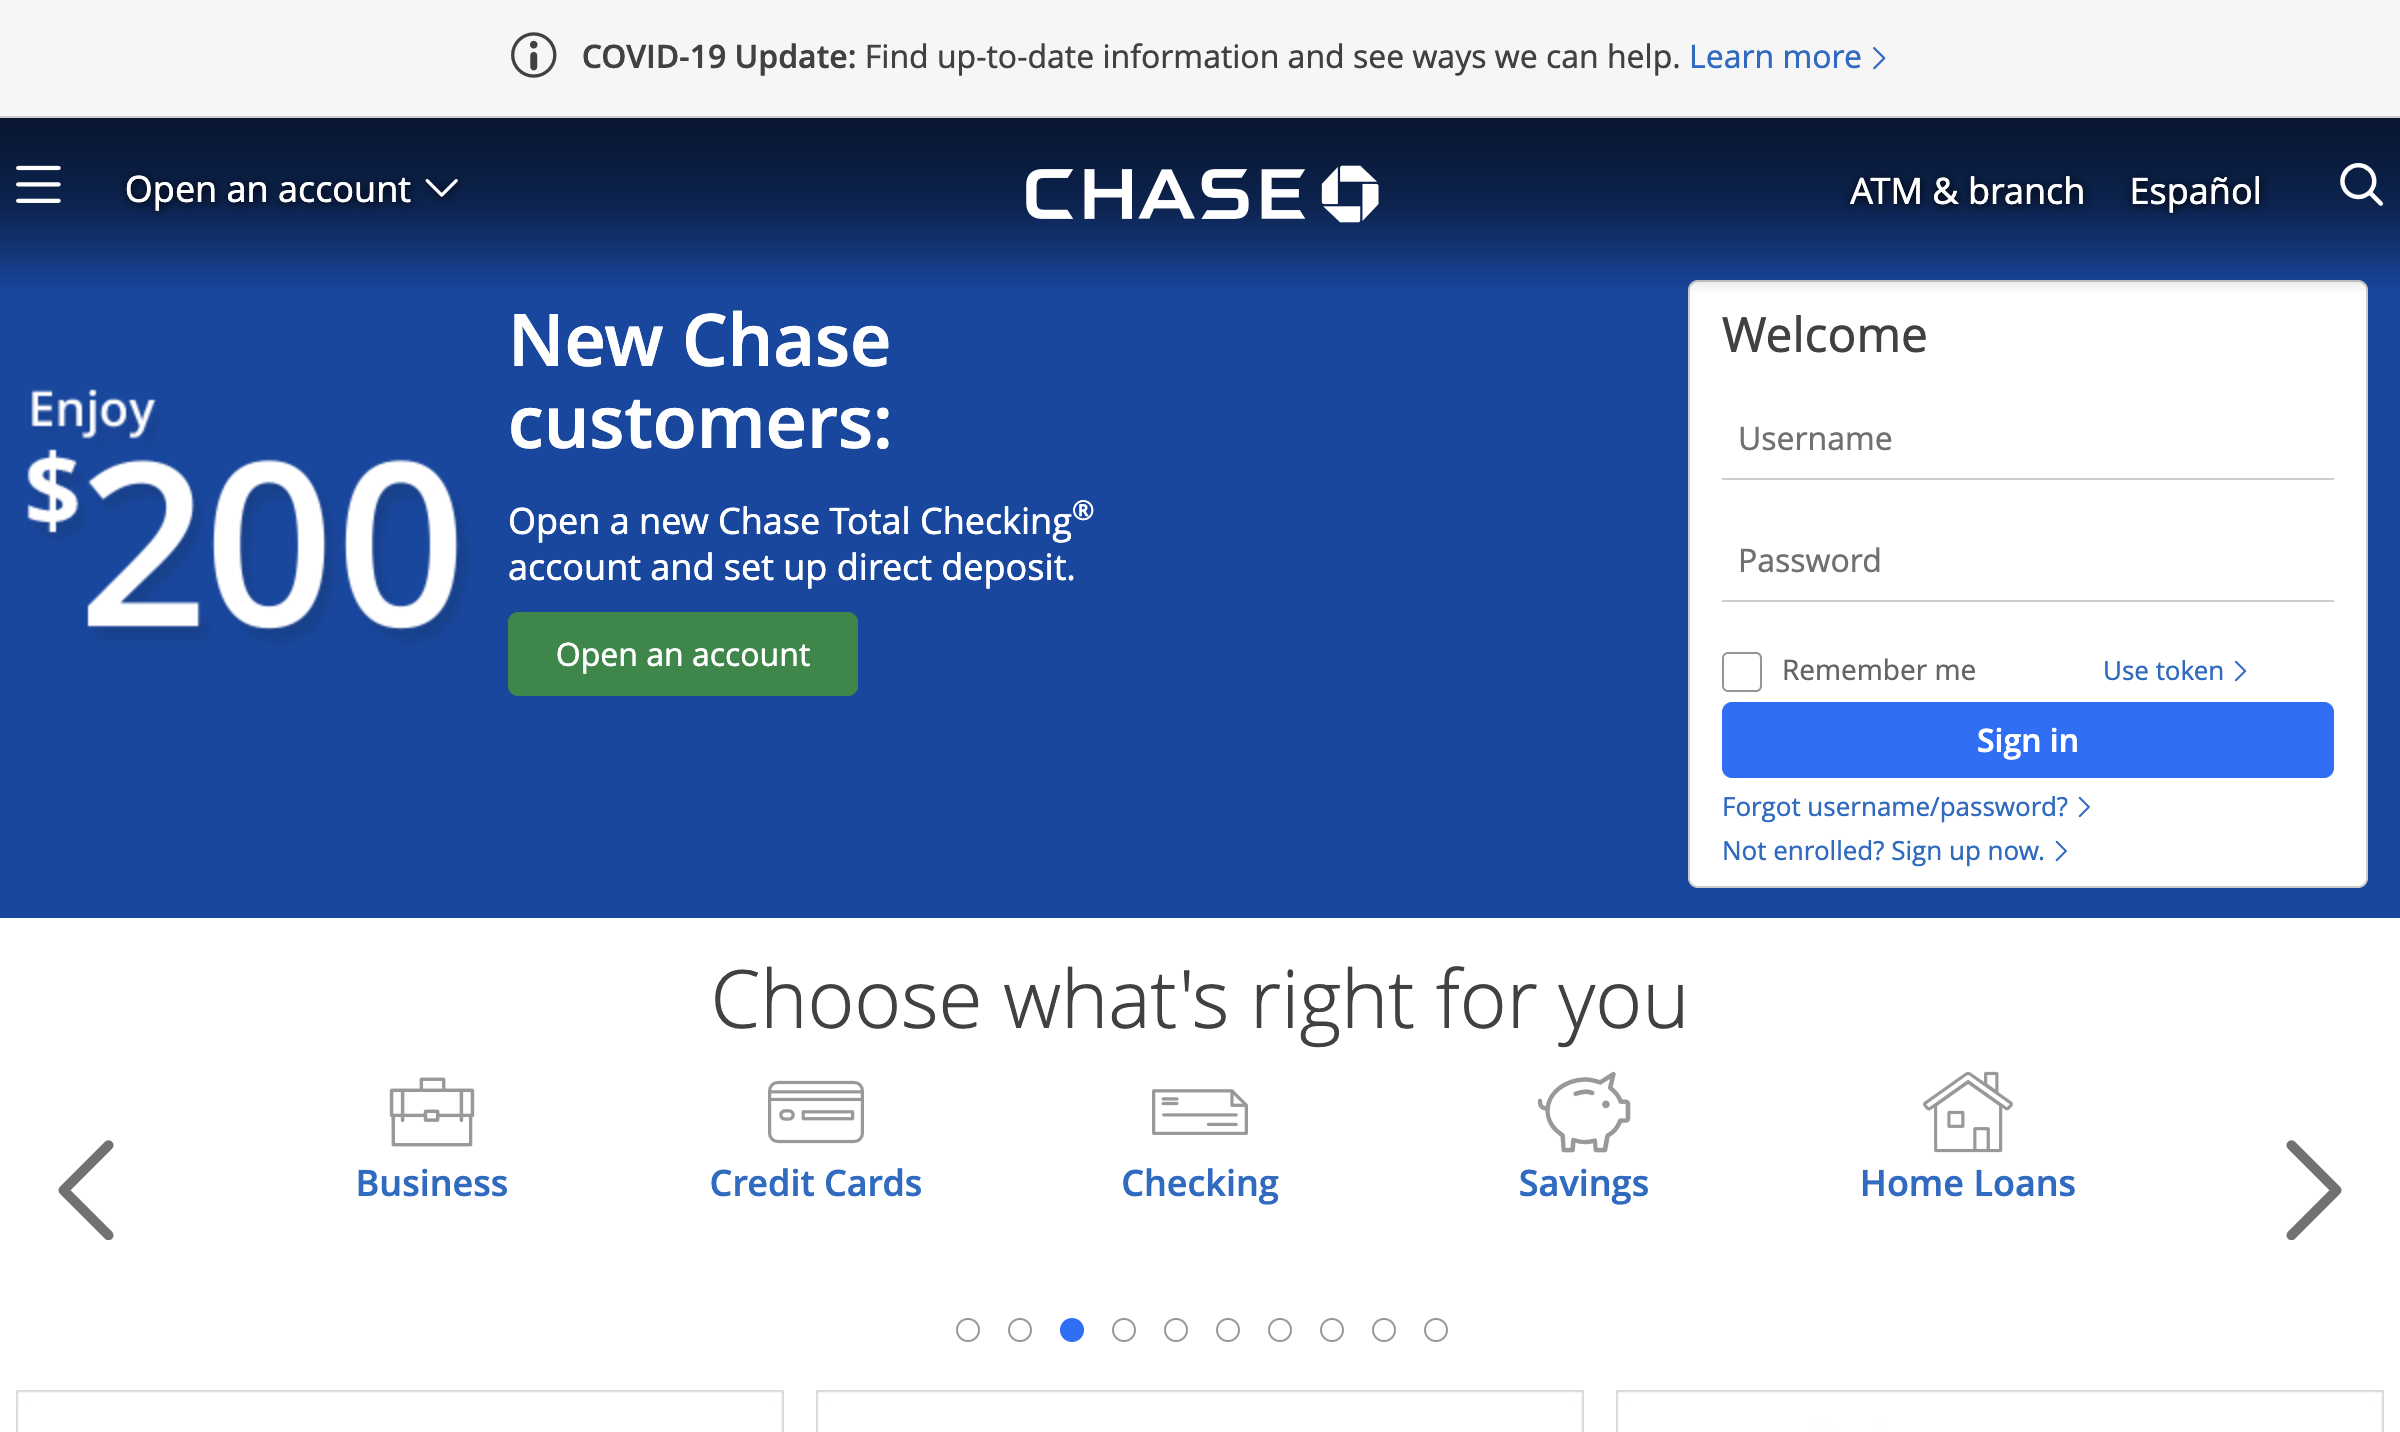 COVID-19 Update: Find up-to-date information and see ways we can help. Learn more
Open an account
CHASE
ATM & branch
Español
Enjoy
$200
New Chase
customers:
Open a new Chase Total Checking®
account and set up direct deposit.
Open an account
Welcome
Username
Password
Remember me
Use token
Sign in
Forgot username/password?
Not enrolled? Sign up now.
Choose what's right for you
Business
Credit Cards
Checking
Savings
Home Loans